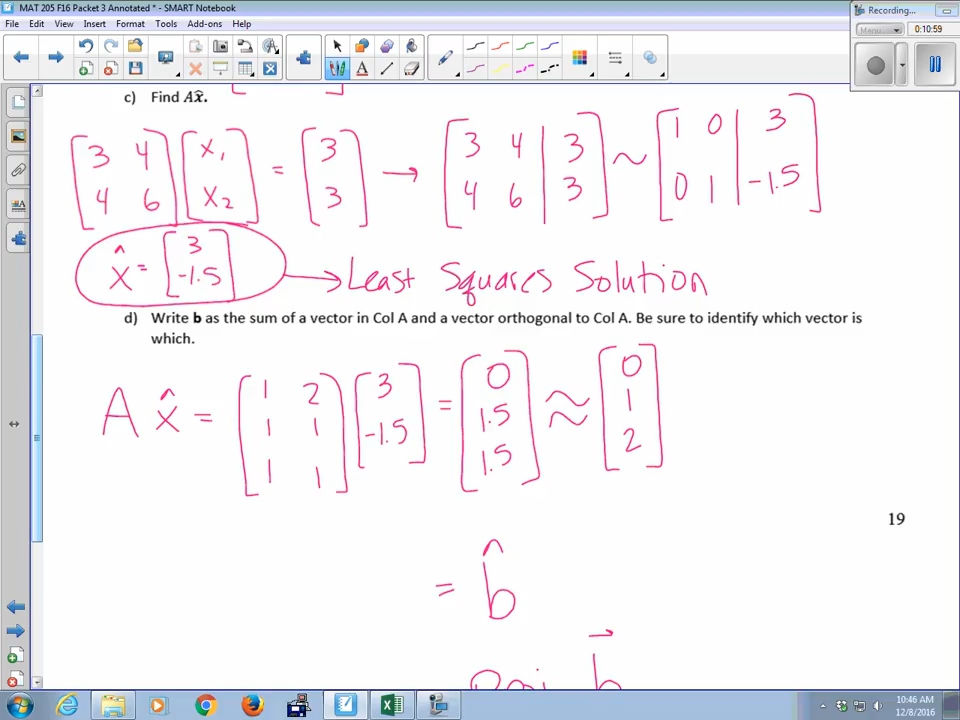 MAT 205 F16 Packet 3 Annotated * - SMART Notebook
File Edit View Insert Format Tools Add-ons Help
Recording...
Menu
0:10:59
c) Find Ax̂.
[3 4; 4 6] [x₁; x₂] = [3; 3] → [3 4 | 3; 4 6 | 3] ~ [1 0 | 3; 0 1 | -1.5]
x̂ = [3; -1.5] → Least Squares Solution
d) Write b as the sum of a vector in Col A and a vector orthogonal to Col A. Be sure to identify which vector is
which.
A x̂ = [1 2; 1 1; 1 1] [3; -1.5] = [0; 1.5; 1.5] ≈ [0; 1; 2]
19
= b̂
10:46 AM
12/8/2016